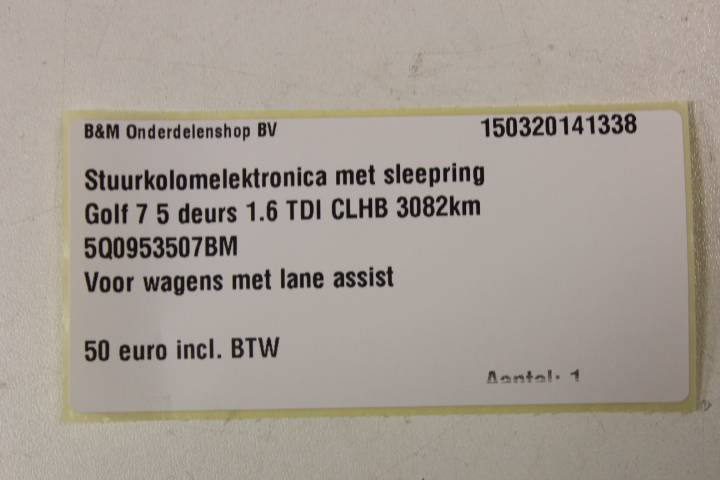 B&M Onderdelenshop BV 150320141338
Stuurkolomelektronica met sleepring
Golf 7 5 deurs 1.6 TDI CLHB 3082km
5Q0953507BM
Voor wagens met lane assist
50 euro incl. BTW
Aantal: 1